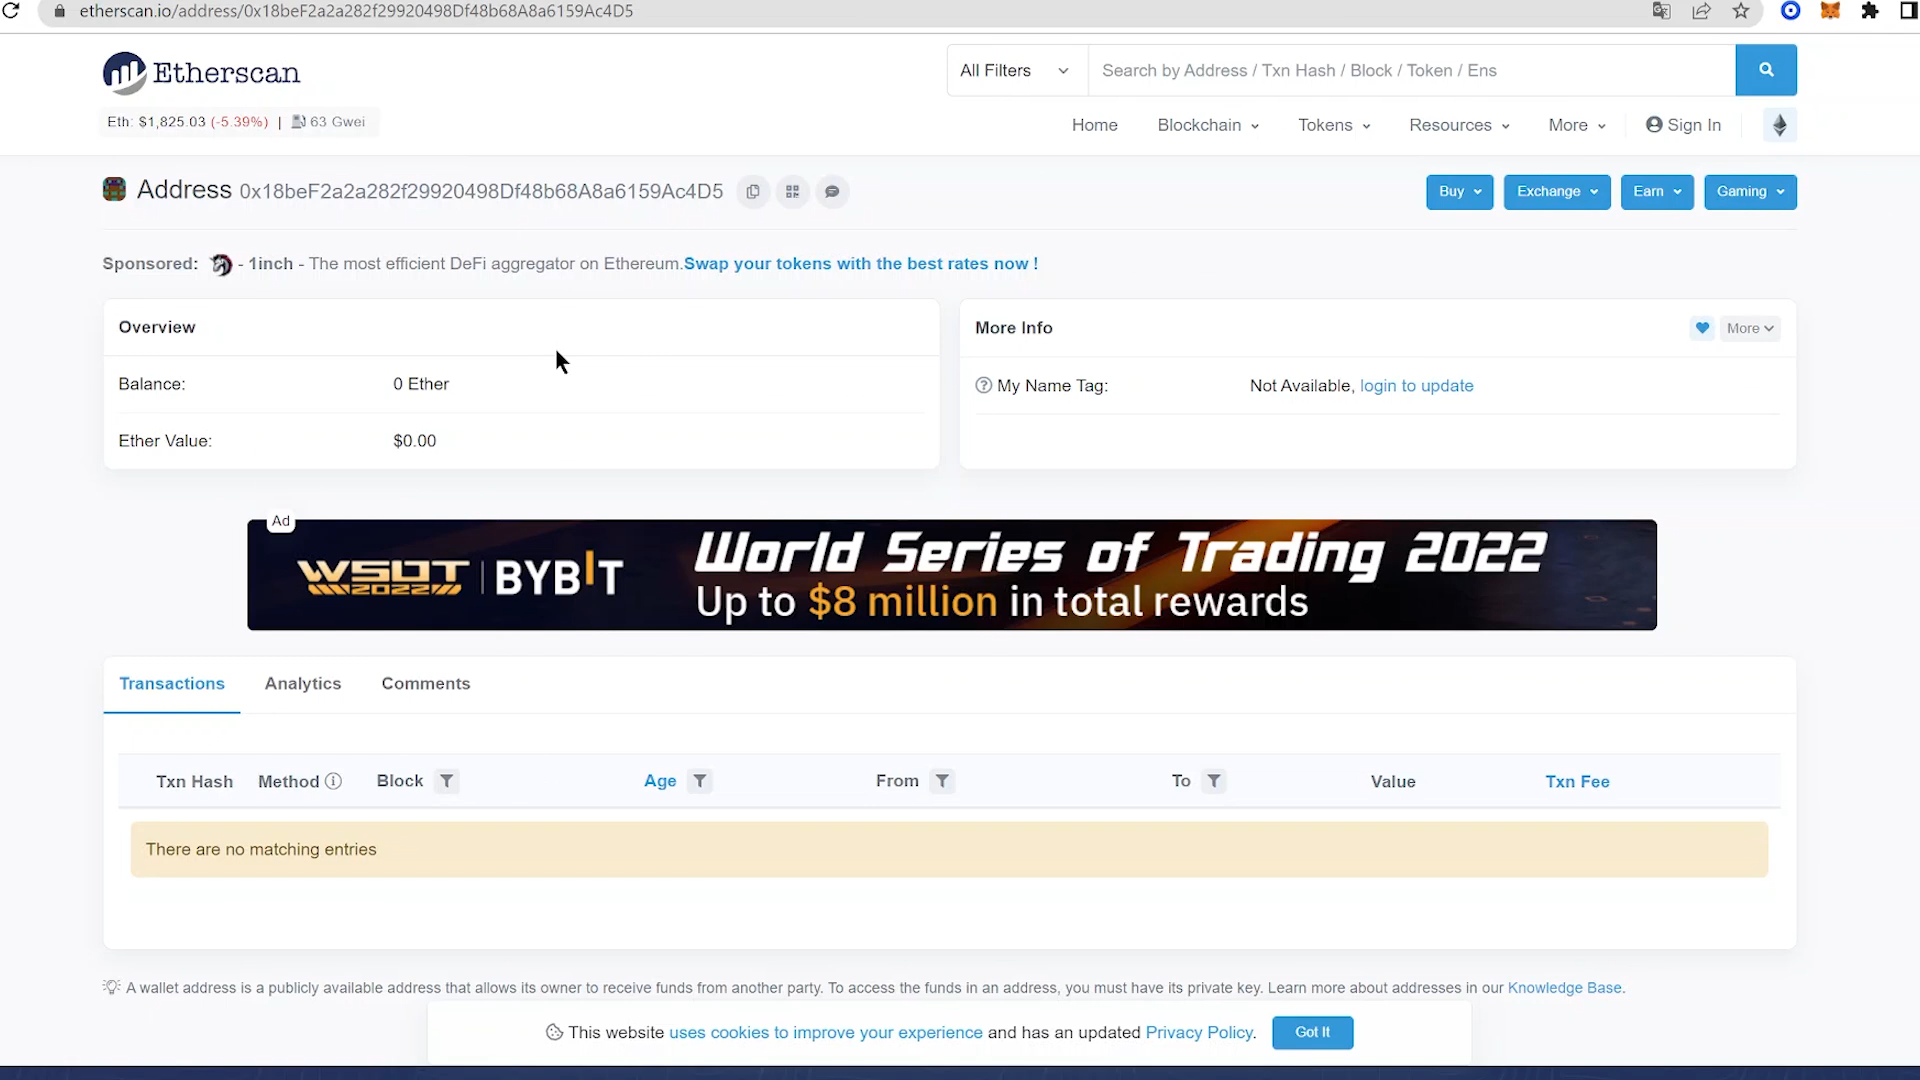 etherscan.io/address/0x18beF2a2a282f29920498Df48b68A8a6159Ac4D5
Etherscan
All Filters
Search by Address / Txn Hash / Block / Token / Ens
Eth: $1,825.03 (-5.39%) | 63 Gwei
Home Blockchain Tokens Resources More Sign In
Address 0x18beF2a2a282f29920498Df48b68A8a6159Ac4D5
Buy Exchange Earn Gaming
Sponsored: - 1inch - The most efficient DeFi aggregator on Ethereum.Swap your tokens with the best rates now !
Overview
Balance: 0 Ether
Ether Value: $0.00
More Info
More
My Name Tag: Not Available, login to update
Ad
WSOT 2022 | BYBIT
World Series of Trading 2022
Up to $8 million in total rewards
Transactions Analytics Comments
Txn Hash Method Block Age From To Value Txn Fee
There are no matching entries
A wallet address is a publicly available address that allows its owner to receive funds from another party. To access the funds in an address, you must have its private key. Learn more about addresses in our Knowledge Base.
This website uses cookies to improve your experience and has an updated Privacy Policy. Got It